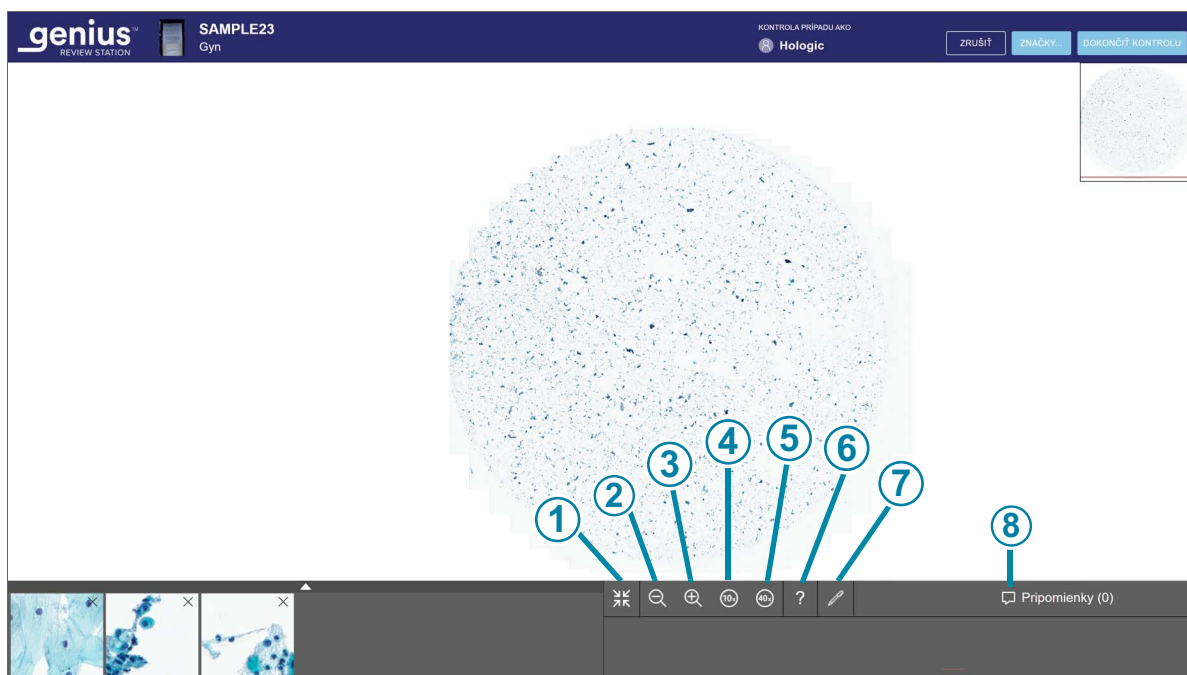 genius™
REVIEW STATION
SAMPLE23
Gyn
KONTROLA PRÍPADU AKO
Hologic
ZRUŠIŤ
ZNAČKY...
DOKONČIŤ KONTROLU
1
2
3
4
5
6
7
8
10x
40x
?
Pripomienky (0)